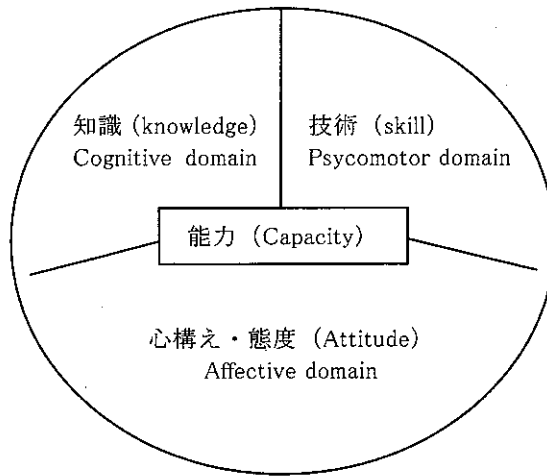 知識 (knowledge)
Cognitive domain
技術 (skill)
Psycomotor domain
能力 (Capacity)
心構え・態度 (Attitude)
Affective domain